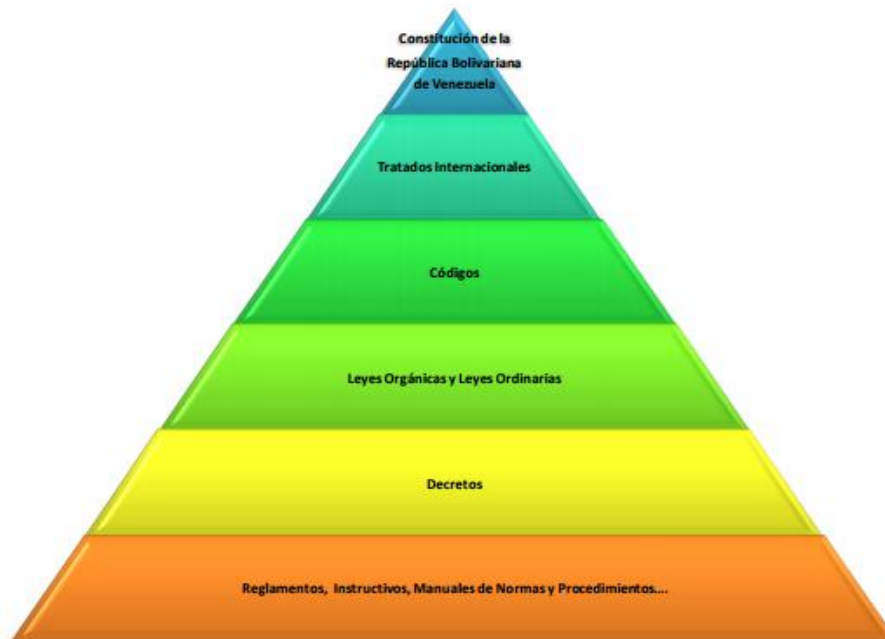 Constitución de la
República Bolivariana
de Venezuela
Tratados Internacionales
Códigos
Leyes Orgánicas y Leyes Ordinarias
Decretos
Reglamentos, Instructivos, Manuales de Normas y Procedimientos....